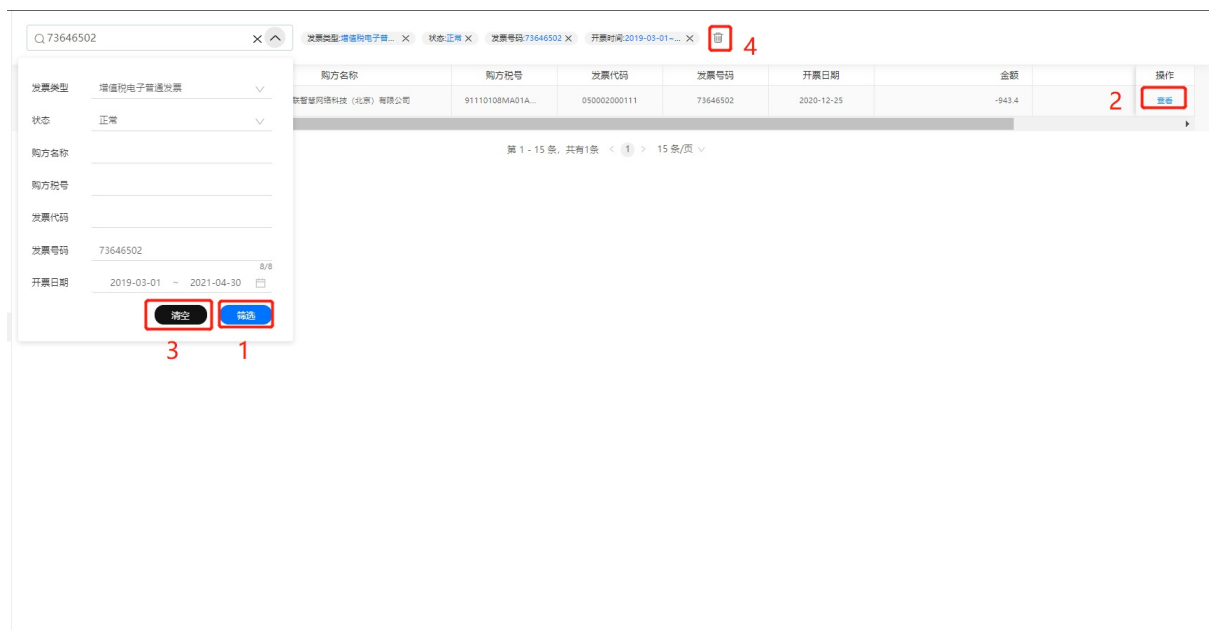 73646502
发票类型:增值税电子普... 状态:正常 发票号码:73646502 开票时间:2019-03-01~...
4
购方名称 购方税号 发票代码 发票号码 开票日期 金额 操作
联智慧网络科技（北京）有限公司 91110108MA01A... 050002000111 73646502 2020-12-25 -943.4 查看
2
第 1 - 15 条, 共有1条 < 1 > 15 条/页
发票类型 增值税电子普通发票
状态 正常
购方名称
购方税号
发票代码
发票号码 73646502
8/8
开票日期 2019-03-01 ~ 2021-04-30
清空 筛选
3 1